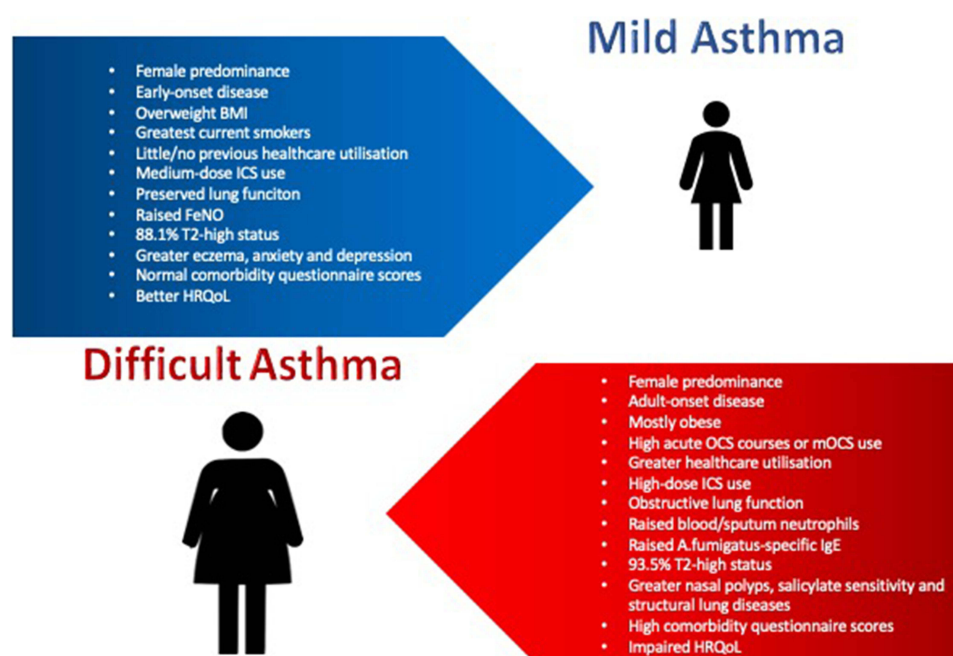 Mild Asthma
• Female predominance
• Early-onset disease
• Overweight BMI
• Greatest current smokers
• Little/no previous healthcare utilisation
• Medium-dose ICS use
• Preserved lung funciton
• Raised FeNO
• 88.1% T2-high status
• Greater eczema, anxiety and depression
• Normal comorbidity questionnaire scores
• Better HRQoL
Difficult Asthma
• Female predominance
• Adult-onset disease
• Mostly obese
• High acute OCS courses or mOCS use
• Greater healthcare utilisation
• High-dose ICS use
• Obstructive lung function
• Raised blood/sputum neutrophils
• Raised A.fumigatus-specific IgE
• 93.5% T2-high status
• Greater nasal polyps, salicylate sensitivity and
structural lung diseases
• High comorbidity questionnaire scores
• Impaired HRQoL